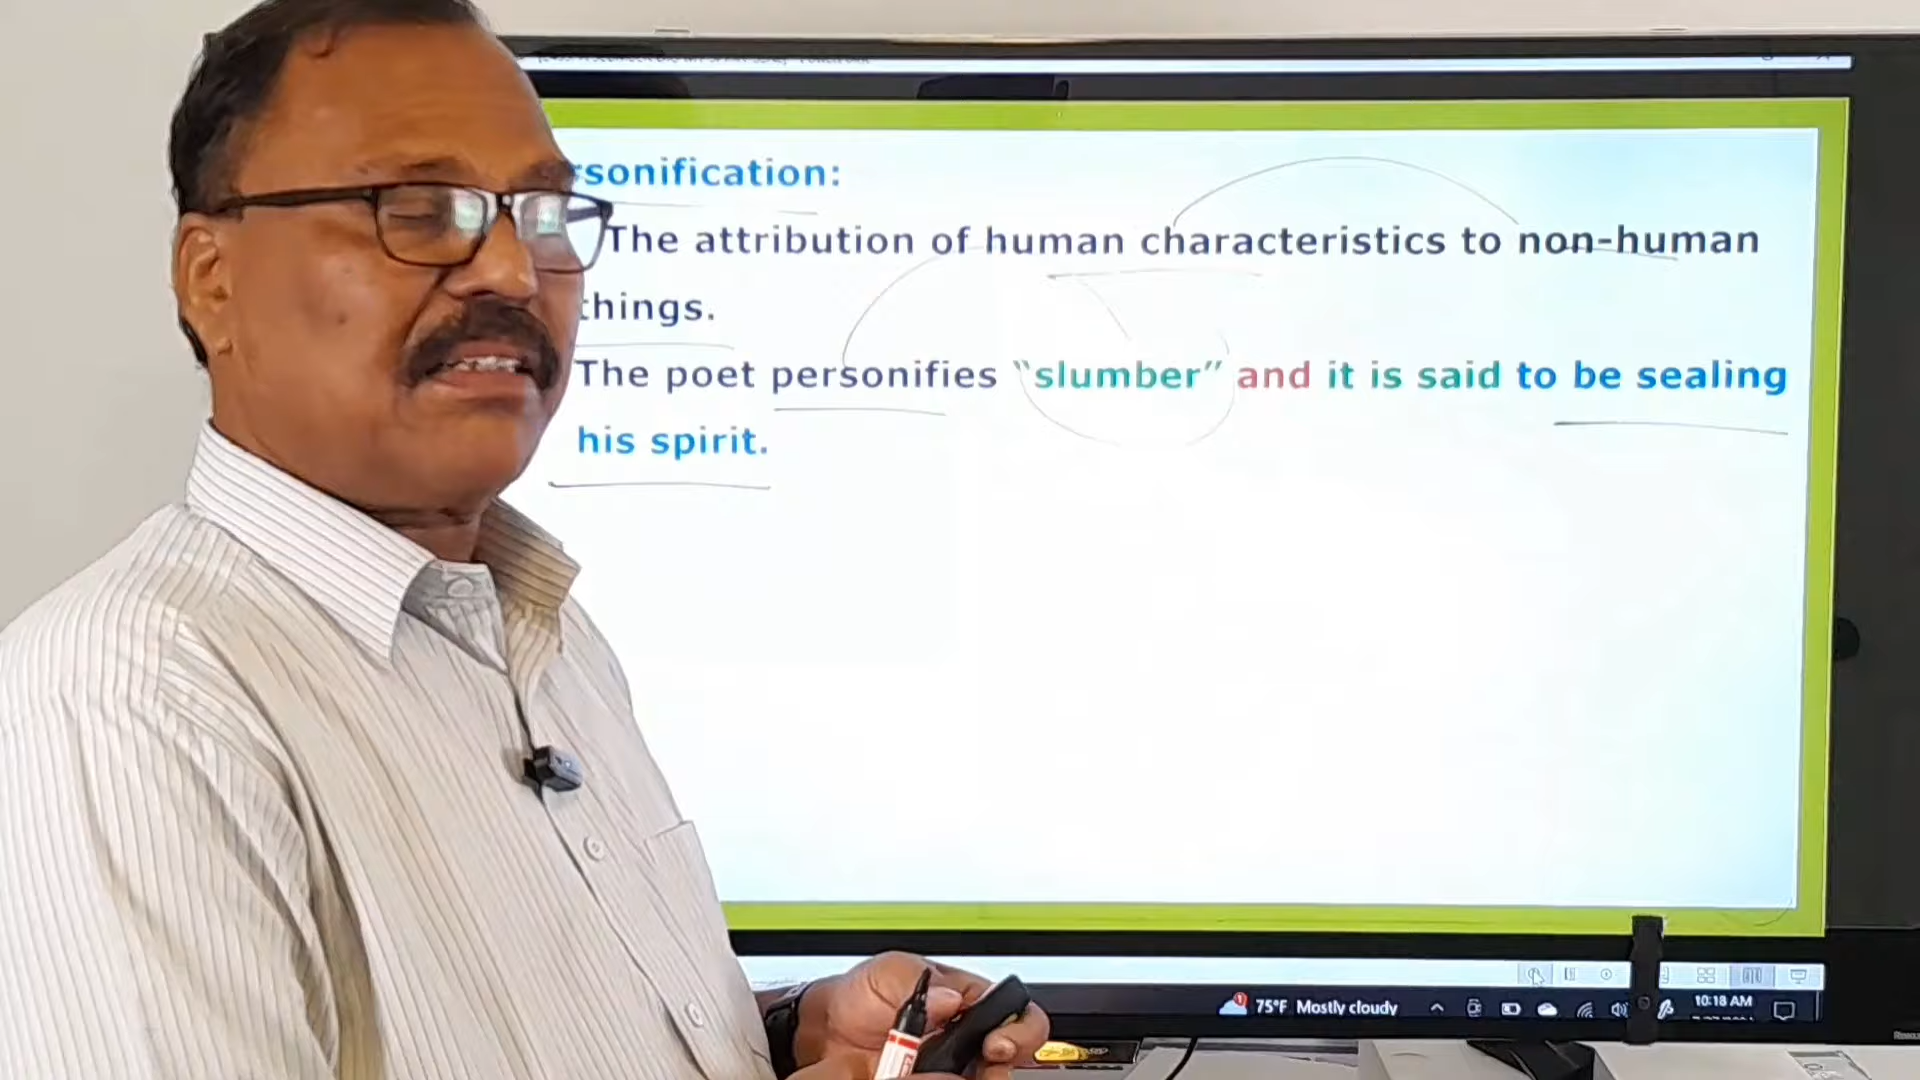 rsonification:
The attribution of human characteristics to non-human
things.
The poet personifies “slumber” and it is said to be sealing
his spirit.
75°F Mostly cloudy
10:18 AM